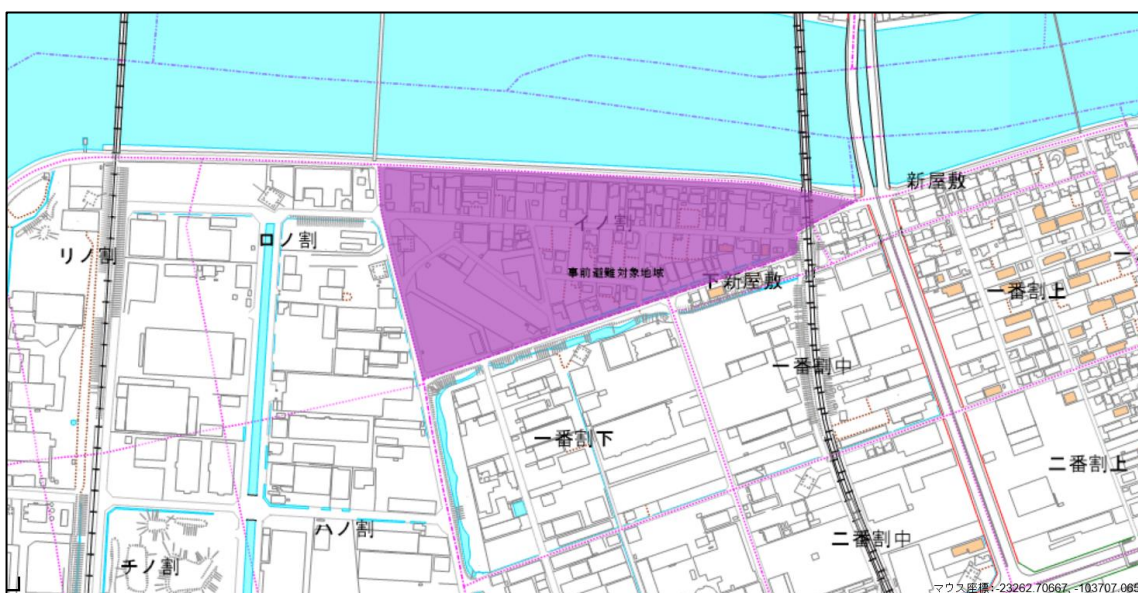 新屋敷
イノ割
ロノ割
リノ割
事前避難対象地域
下新屋敷
一番割上
一
一番割中
一番割下
二番割上
ハノ割
二番割中
チノ割
マウス座標:-23262.70667, -103707.065